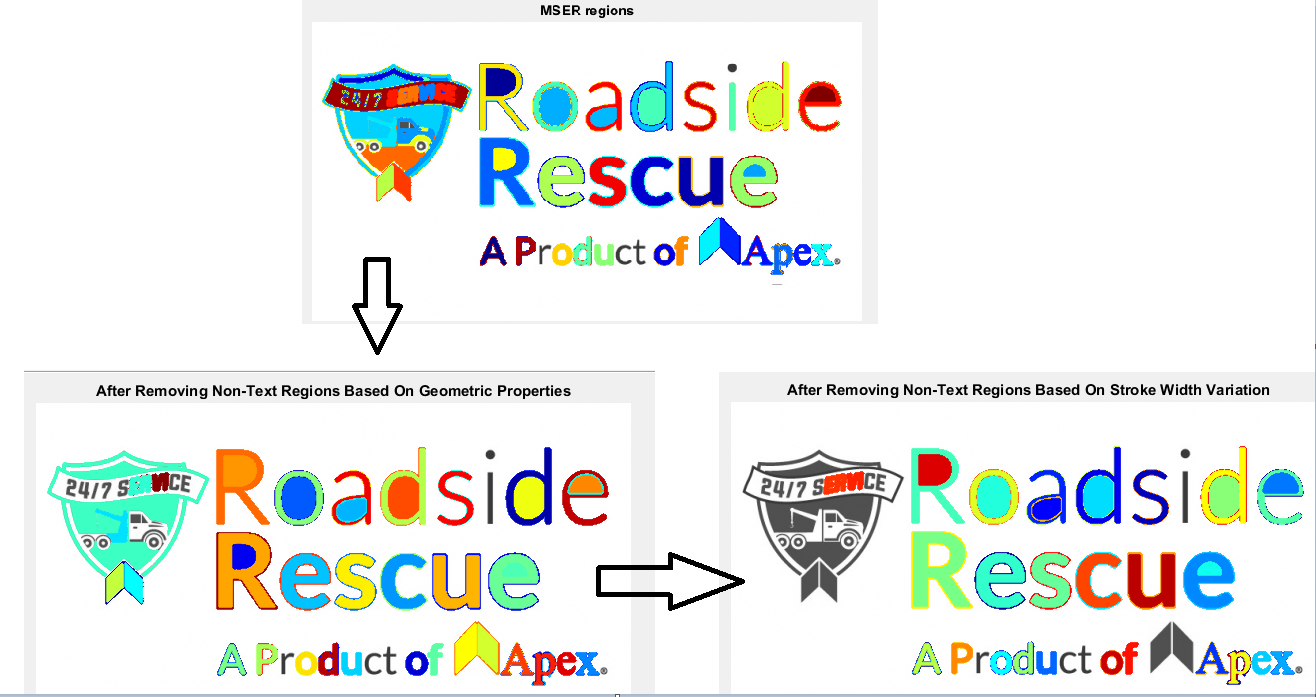 MSER regions
24/7 SERVICE
Roadside
Rescue
A Product of Apex®
After Removing Non-Text Regions Based On Geometric Properties
24/7 SERVICE
Roadside
Rescue
A Product of Apex®
After Removing Non-Text Regions Based On Stroke Width Variation
24/7 SERVICE
Roadside
Rescue
A Product of Apex®